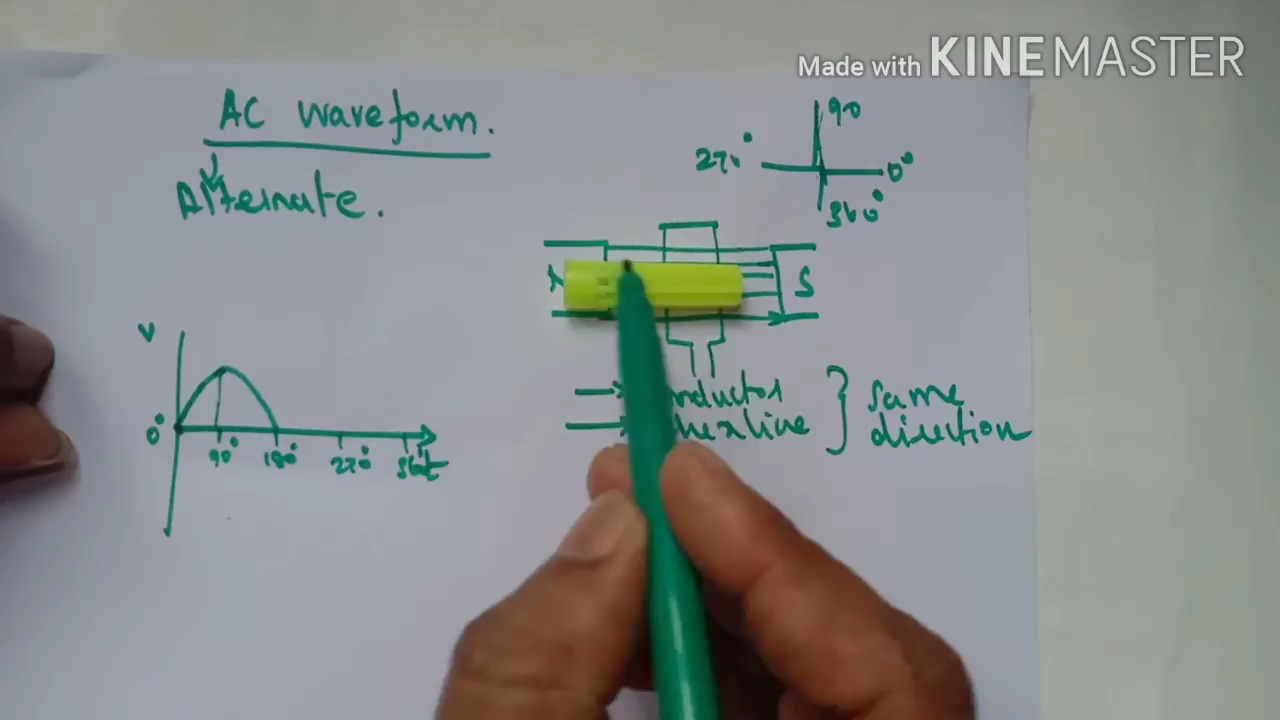 Made with KINEMASTER
AC waveform.
Alternate.
90
270°
0°
360°
S
V
0°
90°
180°
270°
360°
t
same
direction